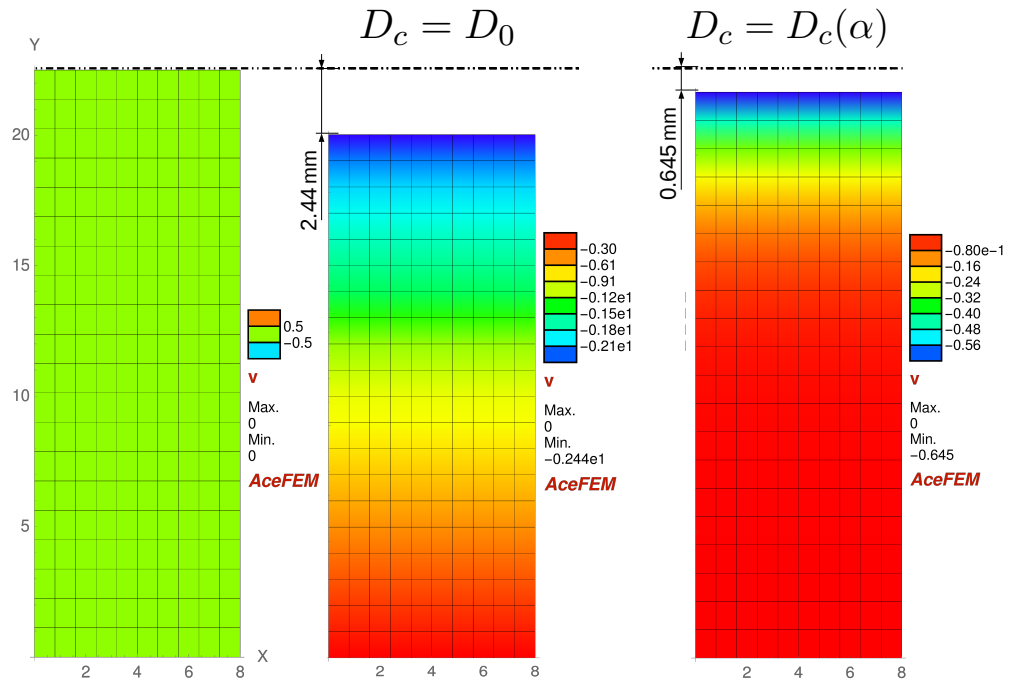 D_c = D_0
D_c = D_c(α)
Y
20
15
10
5
2 4 6 8 X
0.5
−0.5
v
Max.
0
Min.
0
AceFEM
2.44 mm
2 4 6 8
−0.30
−0.61
−0.91
−0.12e1
−0.15e1
−0.18e1
−0.21e1
v
Max.
0
Min.
−0.244e1
AceFEM
0.645 mm
2 4 6 8
−0.80e−1
−0.16
−0.24
−0.32
−0.40
−0.48
−0.56
v
Max.
0
Min.
−0.645
AceFEM